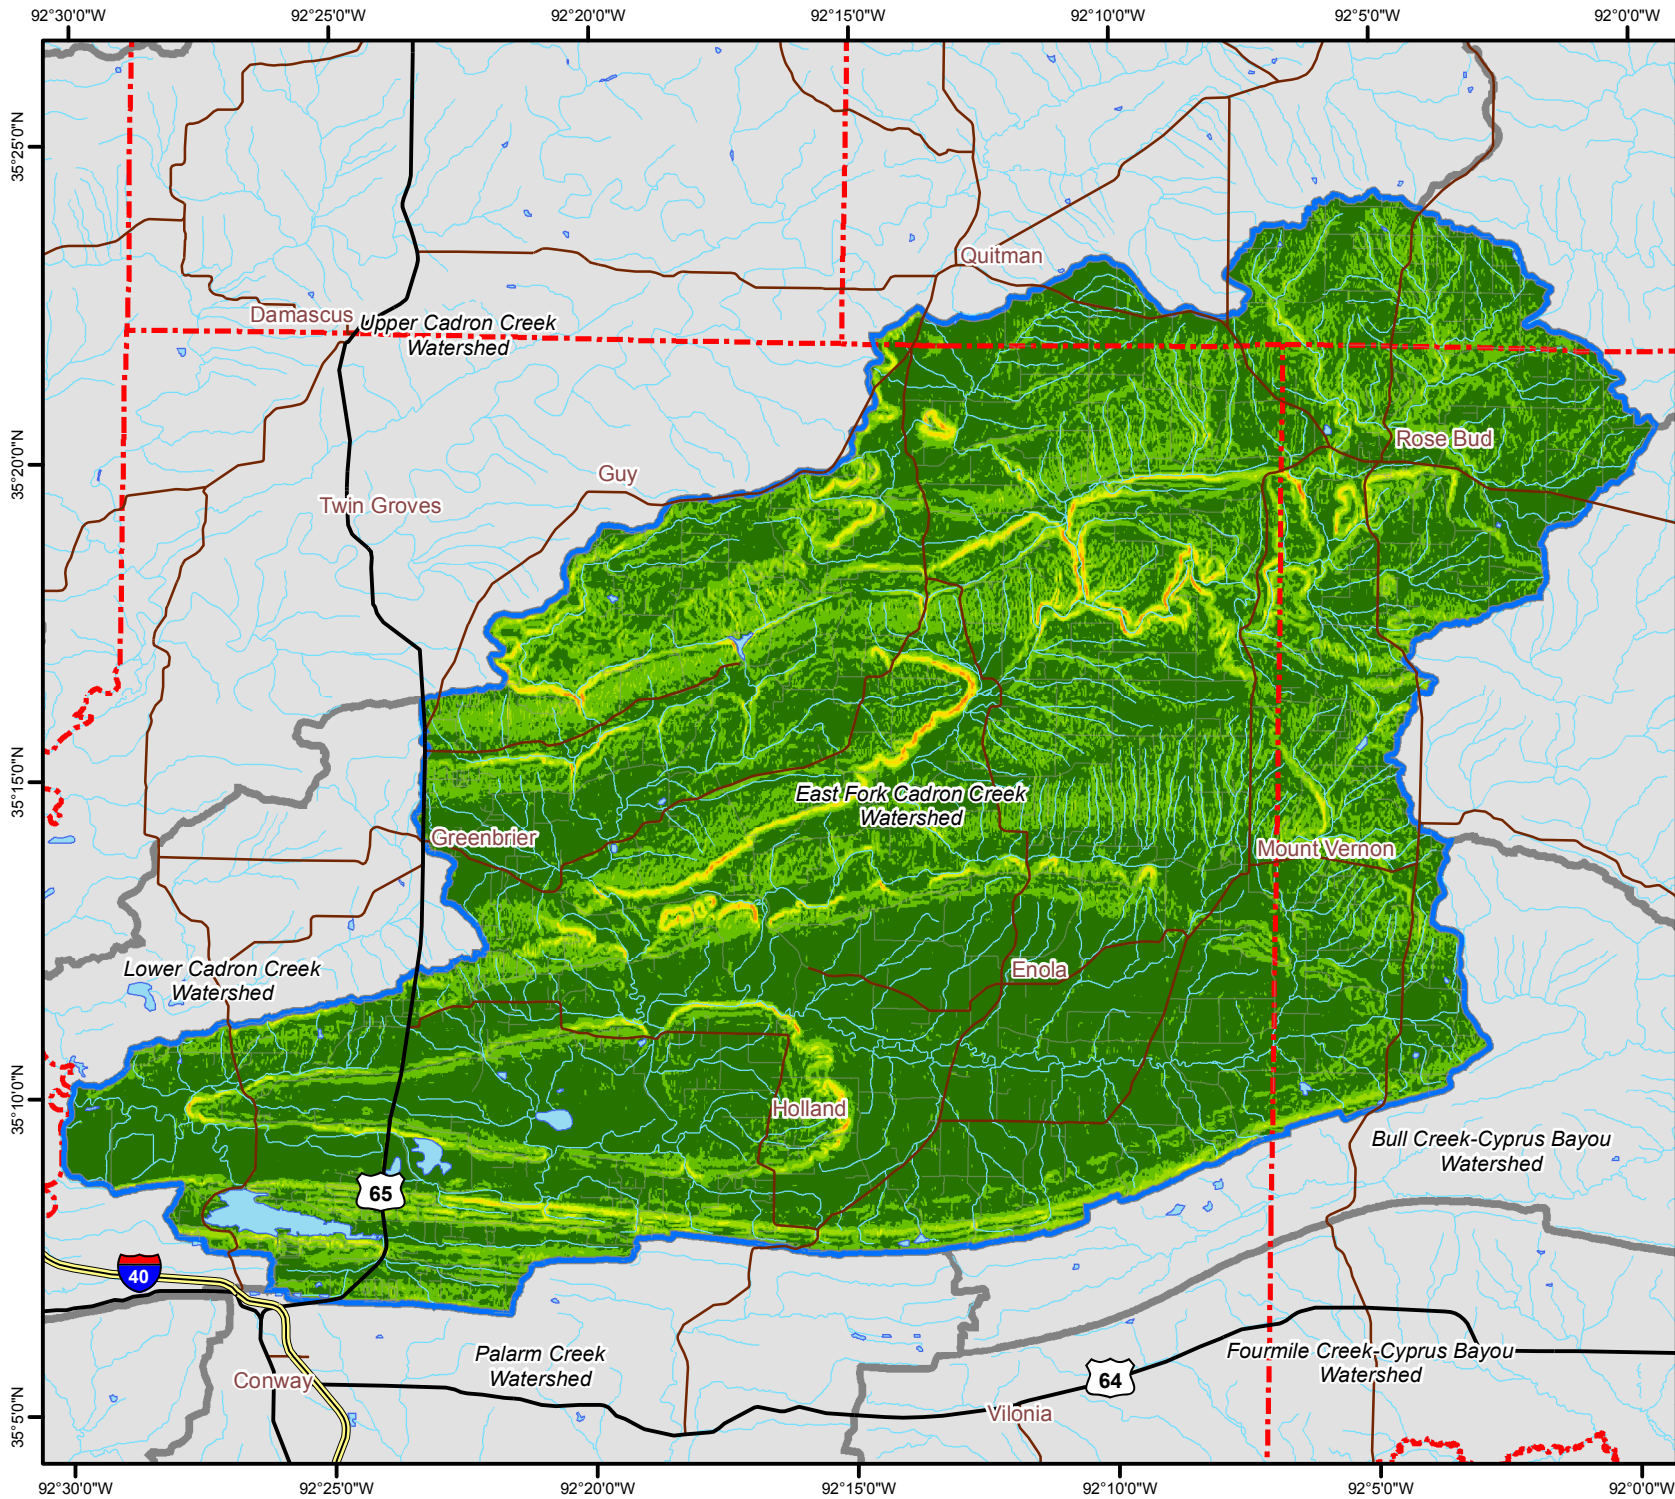 92°30'0"W 92°25'0"W 92°20'0"W 92°15'0"W 92°10'0"W 92°5'0"W 92°0'0"W
35°25'0"N
Quitman
Damascus
Upper Cadron Creek
Watershed
35°20'0"N
Rose Bud
Guy
Twin Groves
35°15'0"N
East Fork Cadron Creek
Watershed
Greenbrier
Mount Vernon
Lower Cadron Creek
Watershed
Enola
35°10'0"N
Holland
Bull Creek-Cyprus Bayou
Watershed
65
40
Palarm Creek
Watershed
Fourmile Creek-Cyprus Bayou
Watershed
64
Conway
Vilonia
35°5'0"N
92°30'0"W 92°25'0"W 92°20'0"W 92°15'0"W 92°10'0"W 92°5'0"W 92°0'0"W